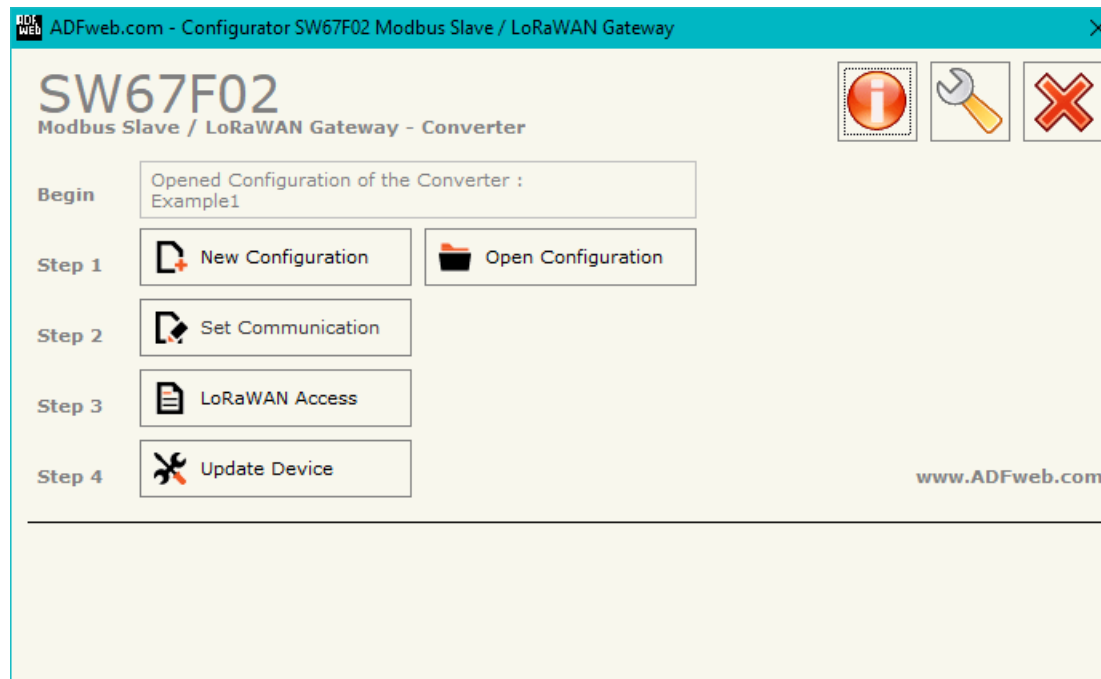 ADF
WEB ADFweb.com - Configurator SW67F02 Modbus Slave / LoRaWAN Gateway
SW67F02
Modbus Slave / LoRaWAN Gateway - Converter
Begin
Opened Configuration of the Converter :
Example1
Step 1 New Configuration Open Configuration
Step 2 Set Communication
Step 3 LoRaWAN Access
Step 4 Update Device
www.ADFweb.com